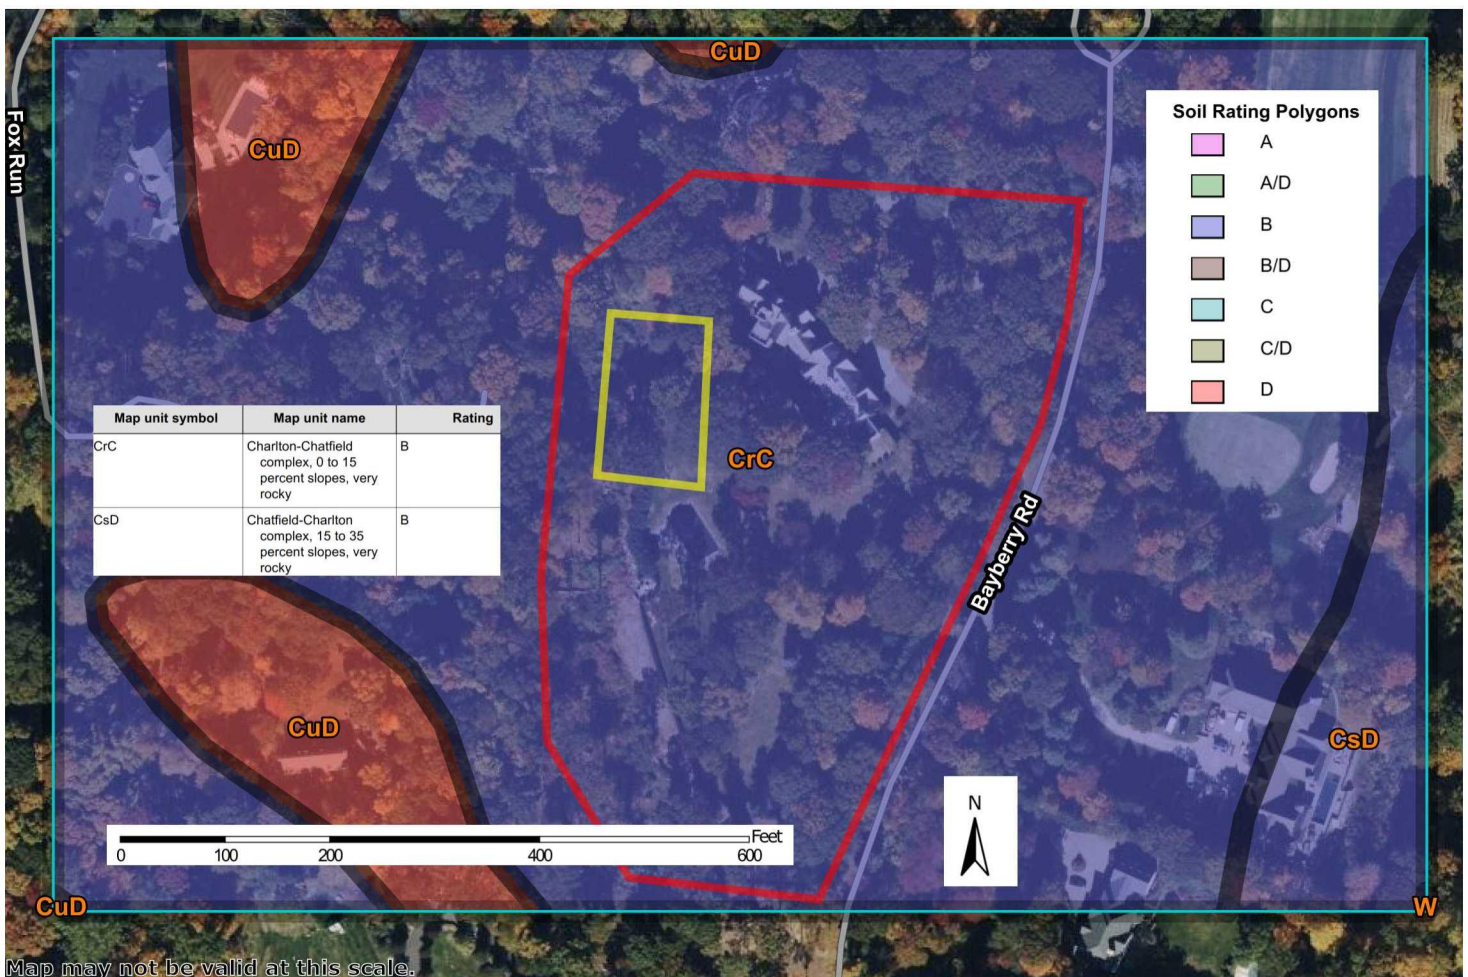 CuD
Fox Run
CuD
Soil Rating Polygons
A
A/D
B
B/D
C
C/D
D
Map unit symbol Map unit name Rating
CrC Charlton-Chatfield B
complex, 0 to 15
percent slopes, very
rocky
CsD Chatfield-Charlton B
complex, 15 to 35
percent slopes, very
rocky
CrC
Bayberry Rd
CuD
CsD
N
Feet
0 100 200 400 600
CuD
W
Map may not be valid at this scale.